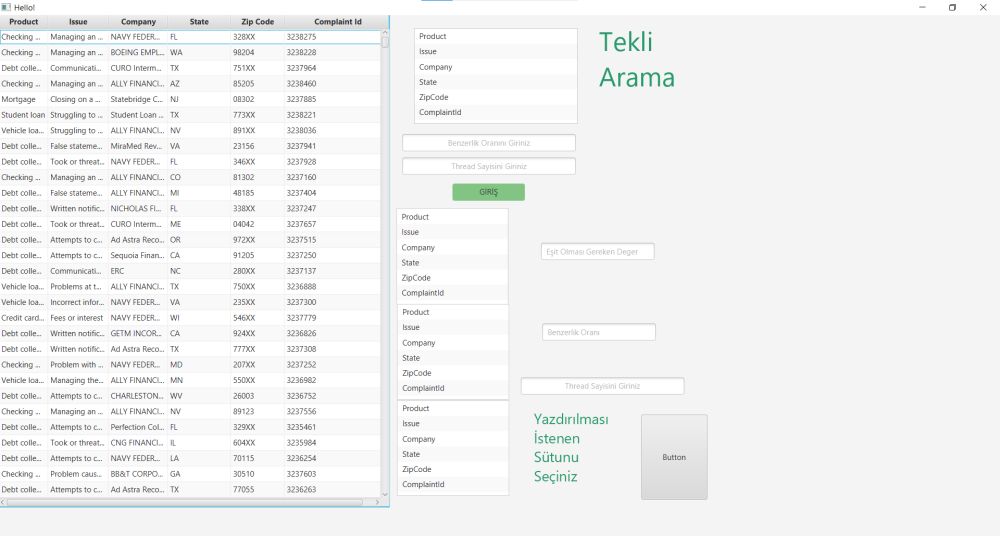 Hello!
Product Issue Company State Zip Code Complaint Id
Checking ... Managing an ... NAVY FEDER... FL 328XX 3238275
Checking ... Managing an ... BOEING EMPL... WA 98204 3238228
Debt colle... Communicati... CURO Interm... TX 751XX 3237964
Checking ... Managing an ... ALLY FINANCI... AZ 85205 3238460
Mortgage Closing on a ... Statebridge C... NJ 08302 3237885
Student loan Struggling to ... Student Loan ... TX 773XX 3238221
Vehicle loa... Struggling to ... ALLY FINANCI... NV 891XX 3238036
Debt colle... False stateme... MiraMed Rev... VA 23156 3237941
Debt colle... Took or threat... NAVY FEDER... FL 346XX 3237928
Checking ... Managing an ... ALLY FINANCI... CO 81302 3237160
Debt colle... False stateme... ALLY FINANCI... MI 48185 3237404
Debt colle... Written notific... NICHOLAS FI... FL 338XX 3237247
Debt colle... Took or threat... CURO Interm... ME 04042 3237657
Debt colle... Attempts to c... Ad Astra Reco... OR 972XX 3237515
Debt colle... Attempts to c... Sequoia Finan... CA 91205 3237250
Debt colle... Communicati... ERC NC 280XX 3237137
Vehicle loa... Problems at t... ALLY FINANCI... TX 750XX 3236888
Vehicle loa... Incorrect infor... NAVY FEDER... VA 235XX 3237300
Credit card... Fees or interest NAVY FEDER... WI 546XX 3237779
Debt colle... Written notific... GETM INCOR... CA 924XX 3236826
Debt colle... Written notific... Ad Astra Reco... TX 777XX 3237308
Checking ... Problem with ... NAVY FEDER... MD 207XX 3237252
Vehicle loa... Managing the... ALLY FINANCI... MN 550XX 3236982
Debt colle... Attempts to c... CHARLESTON... WV 26003 3236752
Checking ... Managing an ... ALLY FINANCI... NV 89123 3237556
Debt colle... Attempts to c... Perfection Col... FL 329XX 3235461
Debt colle... Took or threat... CNG FINANCI... IL 604XX 3235984
Debt colle... Attempts to c... NAVY FEDER... LA 70115 3236254
Checking ... Problem caus... BB&T CORPO... GA 30510 3237603
Debt colle... Attempts to c... Ad Astra Reco... TX 77055 3236263
Product
Issue
Company
State
ZipCode
ComplaintId
Tekli
Arama
Benzerlik Oranını Giriniz
Thread Sayisini Giriniz
GİRİŞ
Product
Issue
Company
State
ZipCode
ComplaintId
Eşit Olması Gereken Deger
Product
Issue
Company
State
ZipCode
ComplaintId
Benzerlik Oranı
Thread Sayisini Giriniz
Product
Issue
Company
State
ZipCode
ComplaintId
Yazdırılması
İstenen
Sütunu
Seçiniz
Button